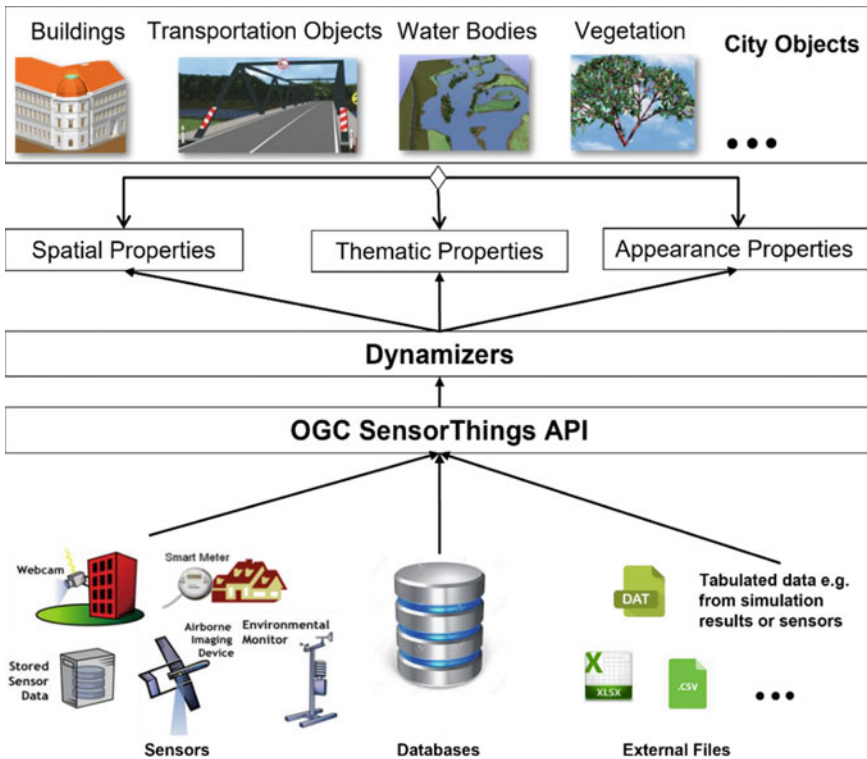 Buildings
Transportation Objects
Water Bodies
Vegetation
City Objects
Spatial Properties
Thematic Properties
Appearance Properties
Dynamizers
OGC SensorThings API
Webcam
Smart Meter
Stored
Sensor
Data
Airborne
Imaging
Device
Environmental
Monitor
Sensors
Databases
DAT
Tabulated data e.g.
from simulation
results or sensors
X
XLSX
.CSV
External Files